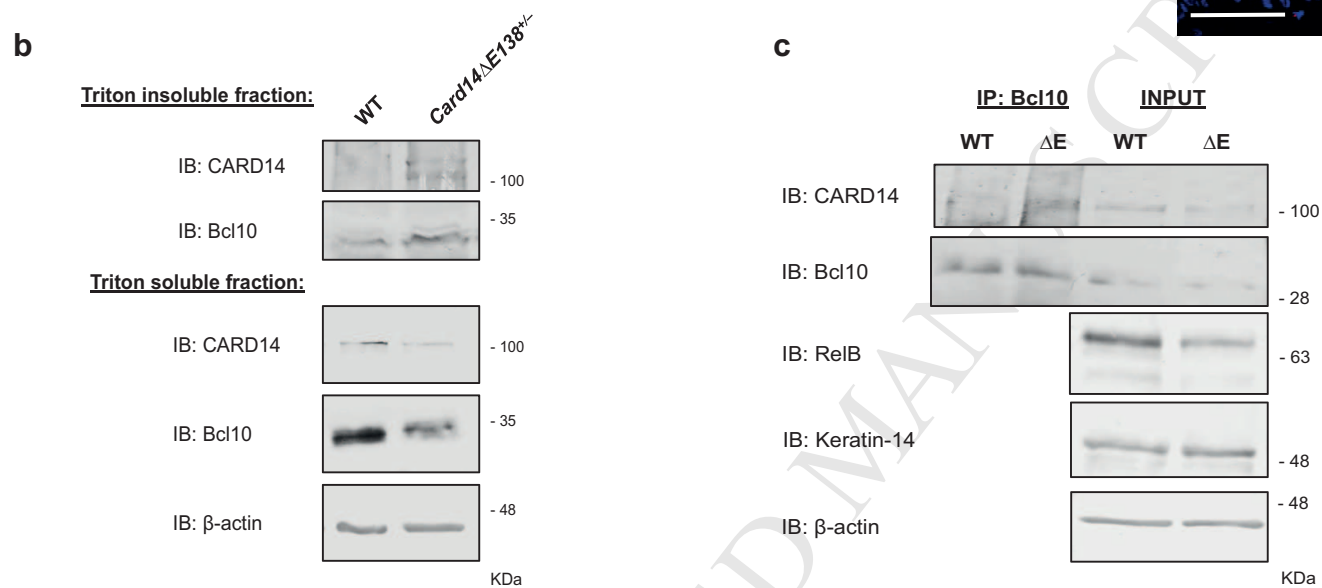 b
Triton insoluble fraction:
WT
Card14ΔE138+/-
IB: CARD14
- 100
IB: Bcl10
- 35
Triton soluble fraction:
IB: CARD14
- 100
IB: Bcl10
- 35
IB: β-actin
- 48
KDa
c
IP: Bcl10 INPUT
WT ΔE WT ΔE
IB: CARD14
- 100
IB: Bcl10
- 28
IB: RelB
- 63
IB: Keratin-14
- 48
IB: β-actin
- 48
KDa